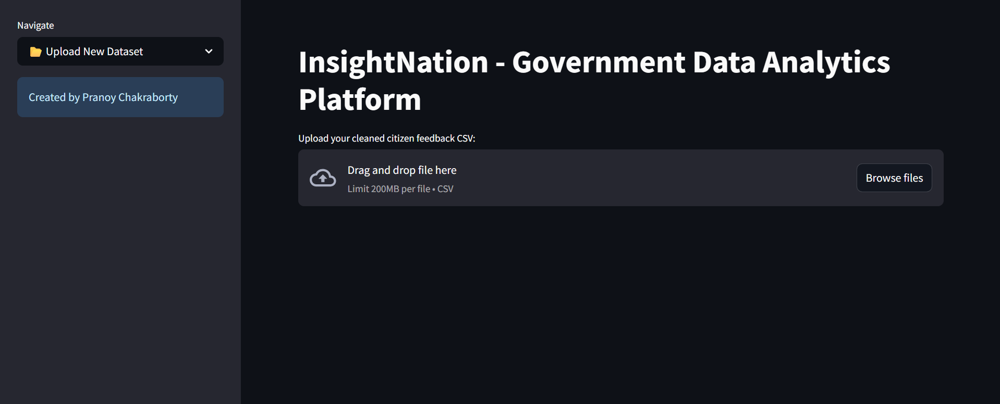 Navigate
📁 Upload New Dataset
Created by Pranoy Chakraborty
InsightNation - Government Data Analytics
Platform
Upload your cleaned citizen feedback CSV:
Drag and drop file here
Limit 200MB per file • CSV
Browse files